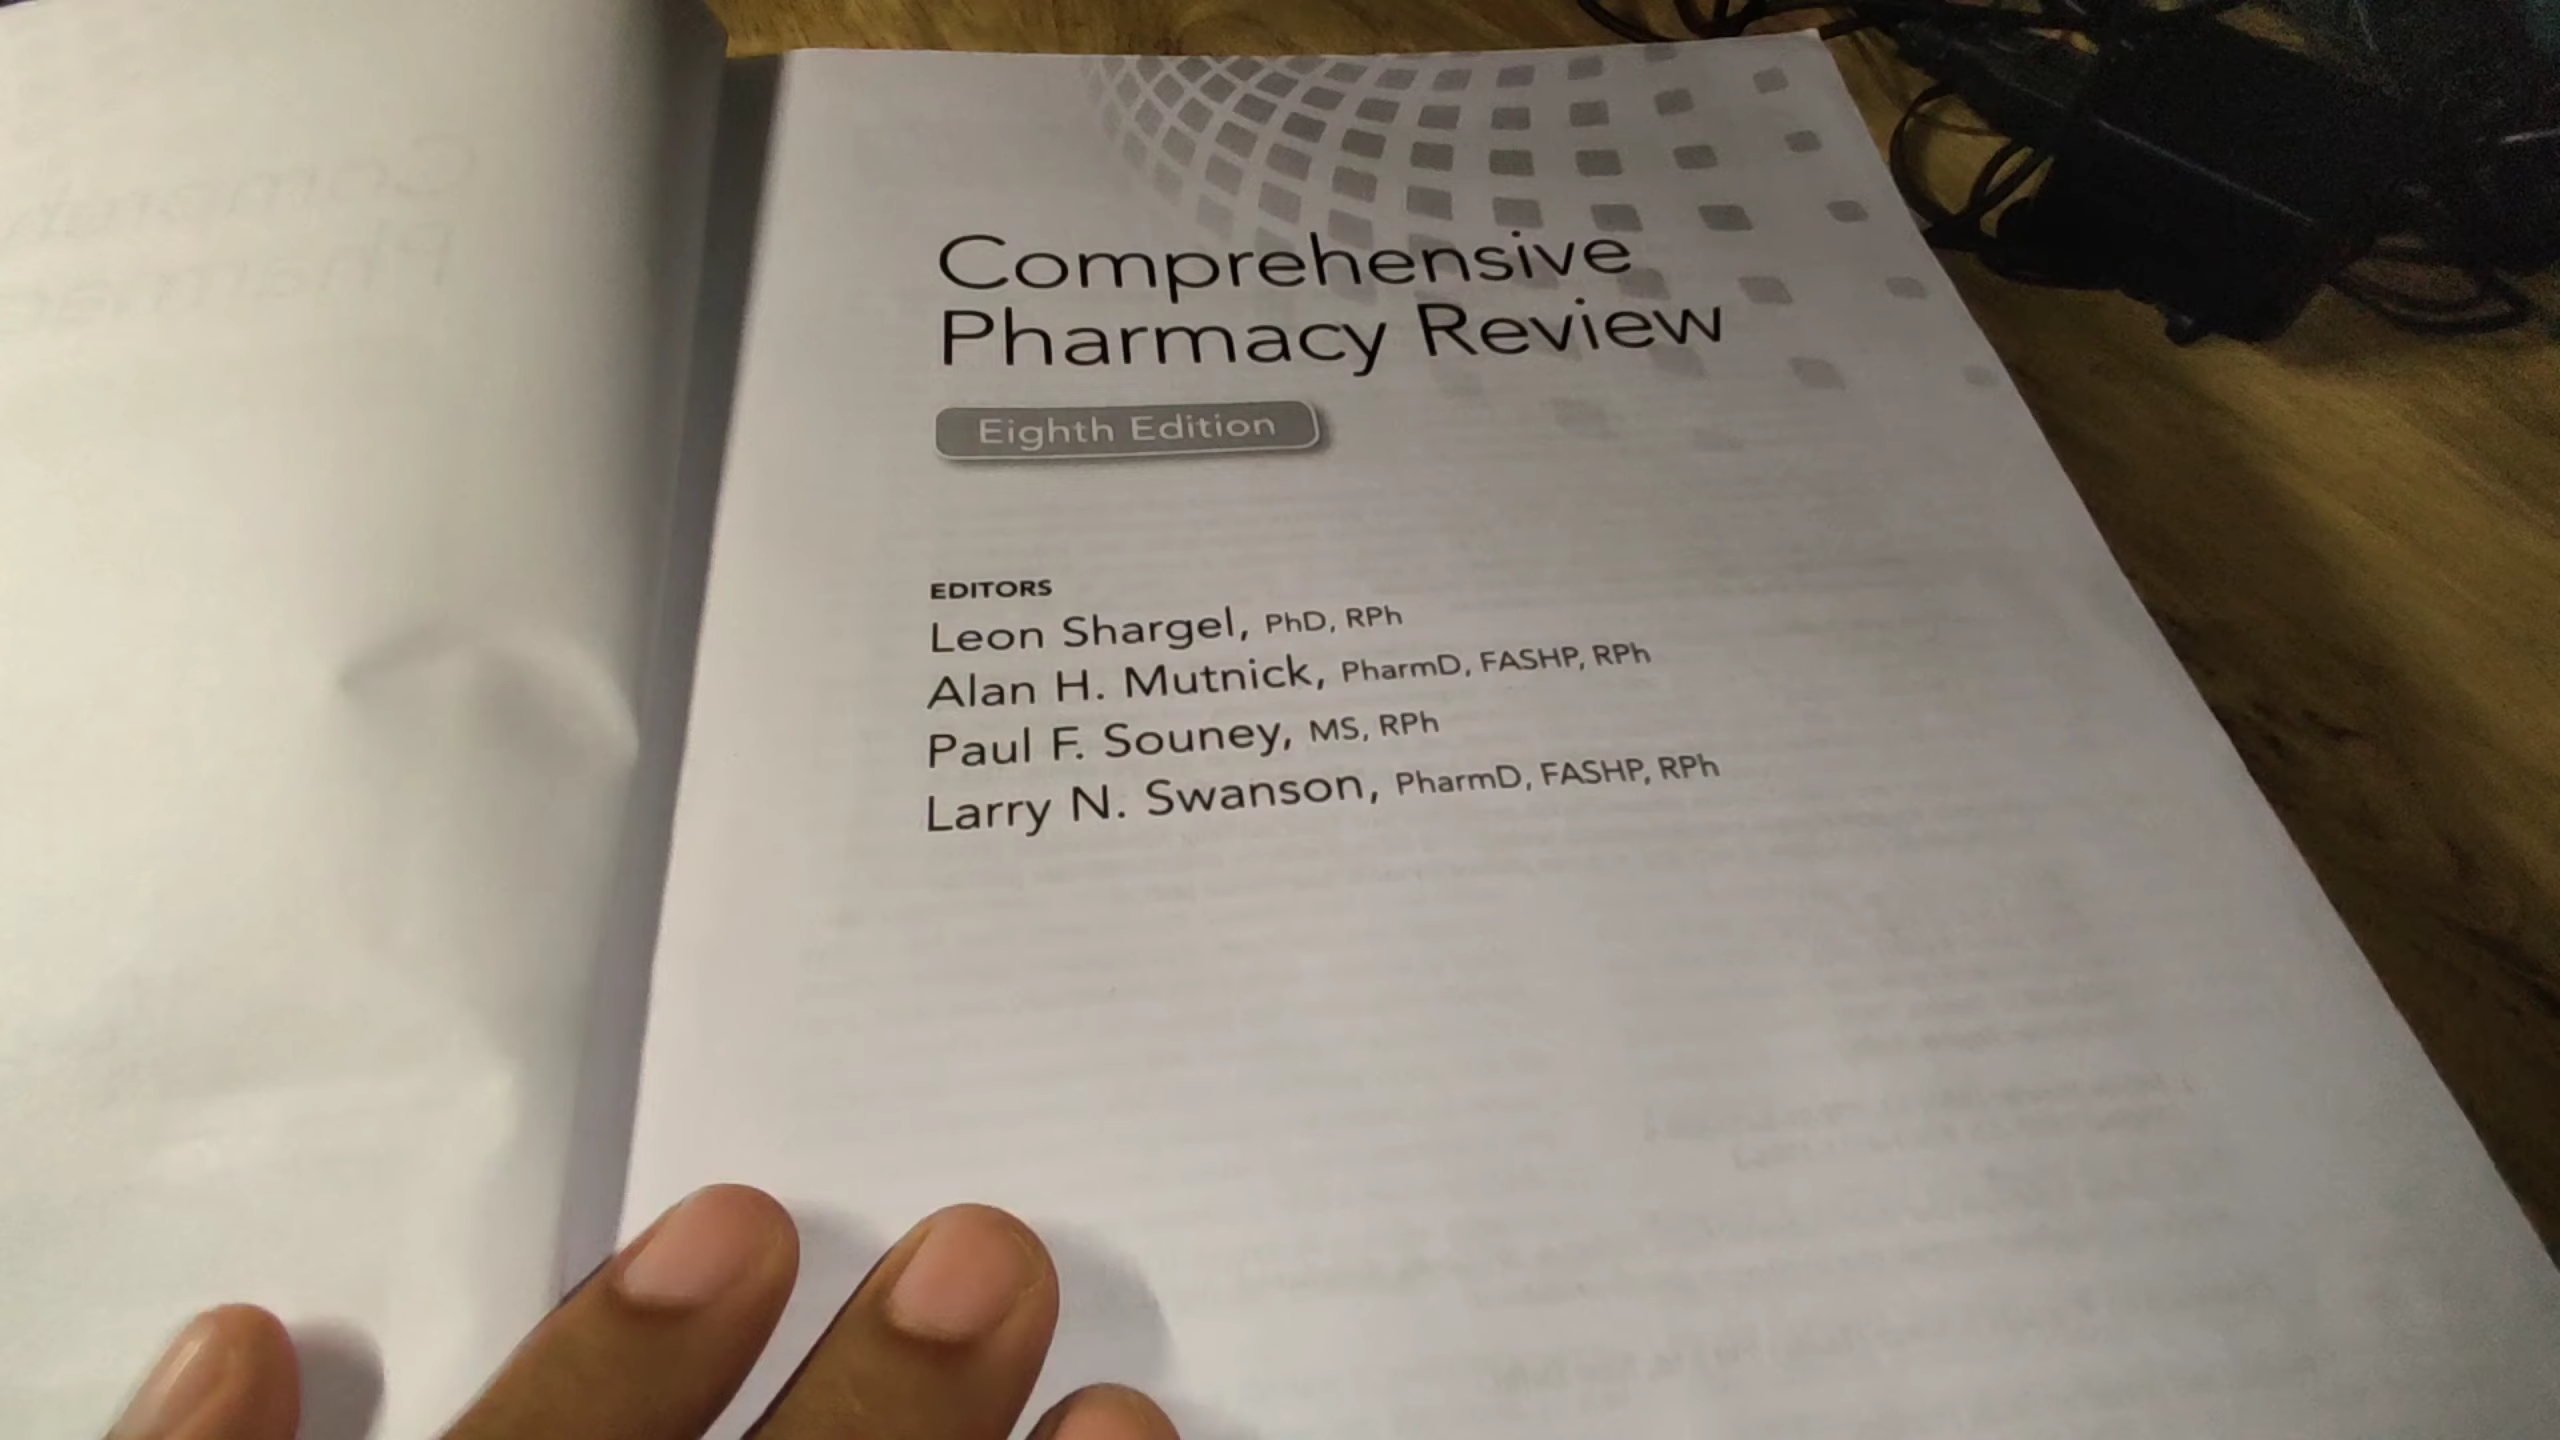 Comprehensive
Pharmacy Review
Eighth Edition
EDITORS
Leon Shargel, PhD, RPh
Alan H. Mutnick, PharmD, FASHP, RPh
Paul F. Souney, MS, RPh
Larry N. Swanson, PharmD, FASHP, RPh